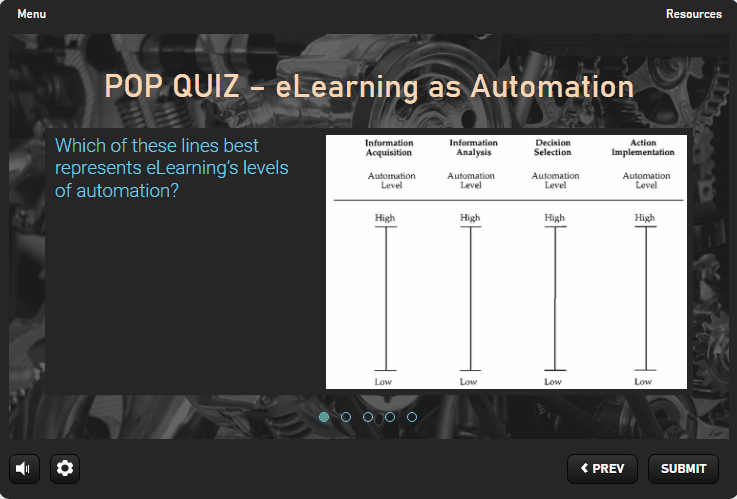 Menu
Resources
POP QUIZ – eLearning as Automation
Which of these lines best
represents eLearning's levels
of automation?
Information Information Decision Action
Acquisition Analysis Selection Implementation
Automation Automation Automation Automation
Level Level Level Level
High High High High
Low Low Low Low
PREV
SUBMIT